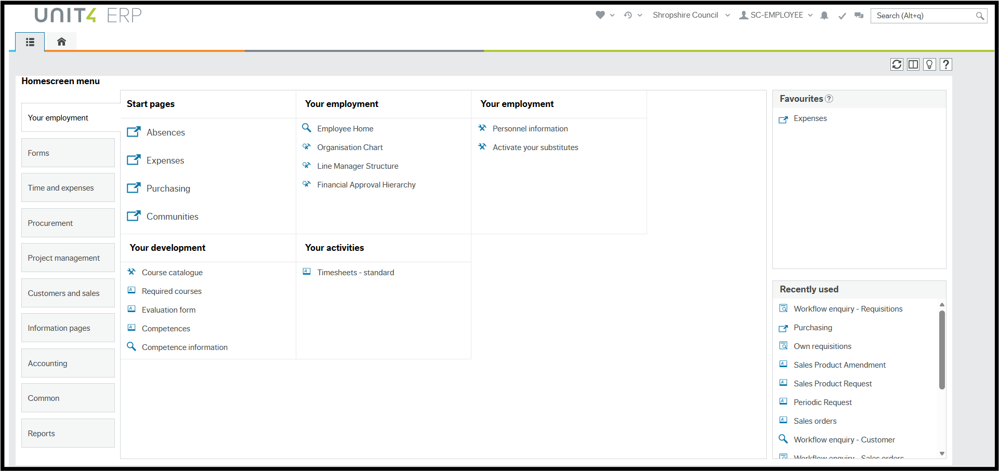 UNIT4 ERP
Shropshire Council
SC-EMPLOYEE
Search (Alt+q)
Homescreen menu
Your employment
Forms
Time and expenses
Procurement
Project management
Customers and sales
Information pages
Accounting
Common
Reports
Start pages
Absences
Expenses
Purchasing
Communities
Your employment
Employee Home
Organisation Chart
Line Manager Structure
Financial Approval Hierarchy
Your employment
Personnel information
Activate your substitutes
Your development
Course catalogue
Required courses
Evaluation form
Competences
Competence information
Your activities
Timesheets - standard
Favourites ?
Expenses
Recently used
Workflow enquiry - Requisitions
Purchasing
Own requisitions
Sales Product Amendment
Sales Product Request
Periodic Request
Sales orders
Workflow enquiry - Customer
Workflow enquiry - Sales orders